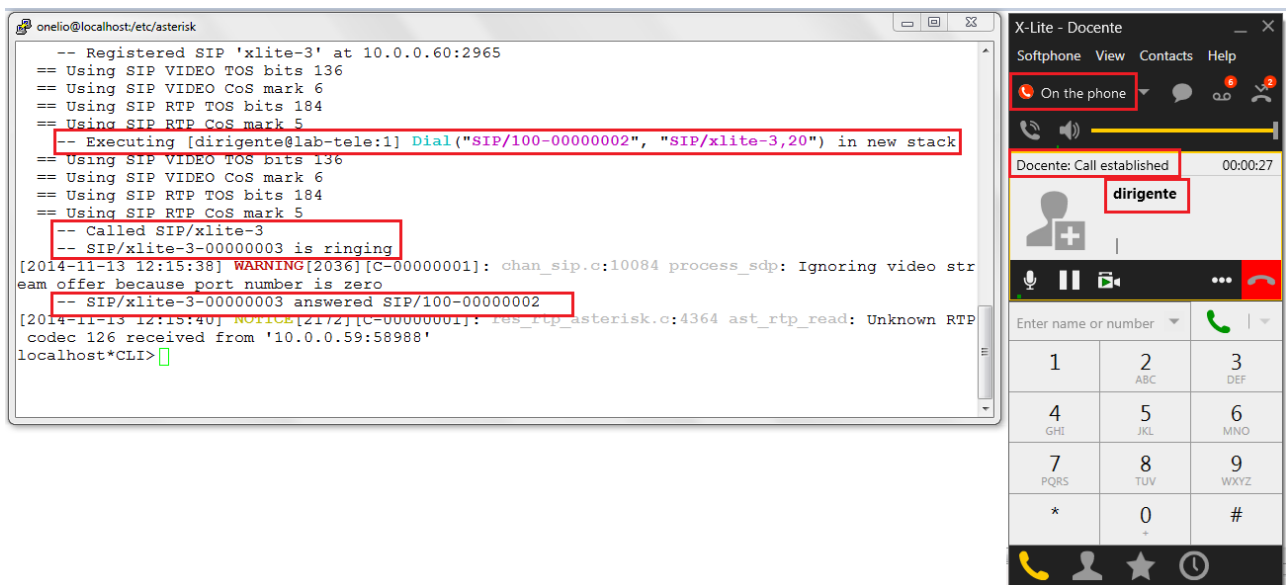 onelio@localhost:/etc/asterisk
-- Registered SIP 'xlite-3' at 10.0.0.60:2965
== Using SIP VIDEO TOS bits 136
== Using SIP VIDEO CoS mark 6
== Using SIP RTP TOS bits 184
== Using SIP RTP CoS mark 5
-- Executing [dirigente@lab-tele:1] Dial("SIP/100-00000002", "SIP/xlite-3,20") in new stack
== Using SIP VIDEO TOS bits 136
== Using SIP VIDEO CoS mark 6
== Using SIP RTP TOS bits 184
== Using SIP RTP CoS mark 5
-- Called SIP/xlite-3
-- SIP/xlite-3-00000003 is ringing
[2014-11-13 12:15:38] WARNING[2036][C-00000001]: chan_sip.c:10084 process_sdp: Ignoring video str
eam offer because port number is zero
-- SIP/xlite-3-00000003 answered SIP/100-00000002
[2014-11-13 12:15:40] NOTICE[2172][C-00000001]: res_rtp_asterisk.c:4364 ast_rtp_read: Unknown RTP
codec 126 received from '10.0.0.59:58988'
localhost*CLI>
X-Lite - Docente
Softphone View Contacts Help
On the phone
6
2
Docente: Call established 00:00:27
dirigente
Enter name or number
1 2 3
ABC DEF
4 5 6
GHI JKL MNO
7 8 9
PQRS TUV WXYZ
* 0 #
+